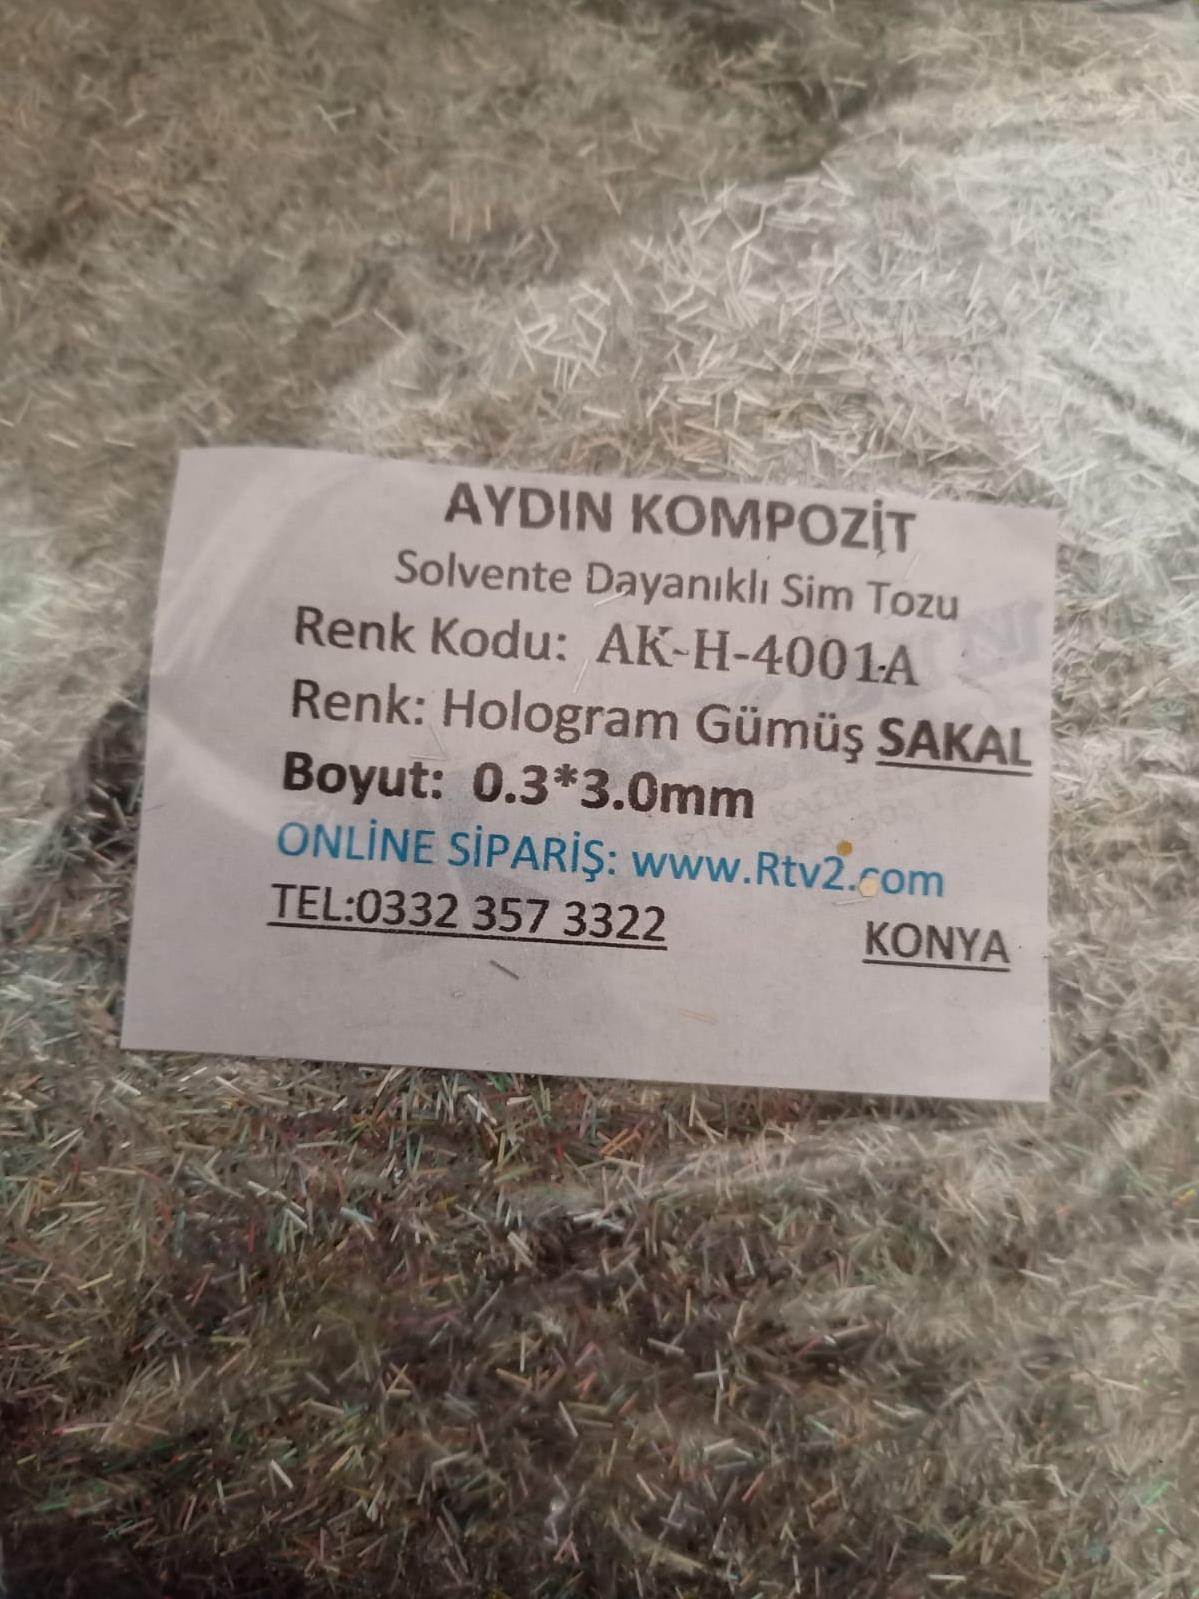 AYDIN KOMPOZİT
Solvente Dayanıklı Sim Tozu
Renk Kodu: AK-H-4001-A
Renk: Hologram Gümüş SAKAL
Boyut: 0.3*3.0mm
ONLİNE SİPARİŞ: www.Rtv2.com
TEL:0332 357 3322 KONYA